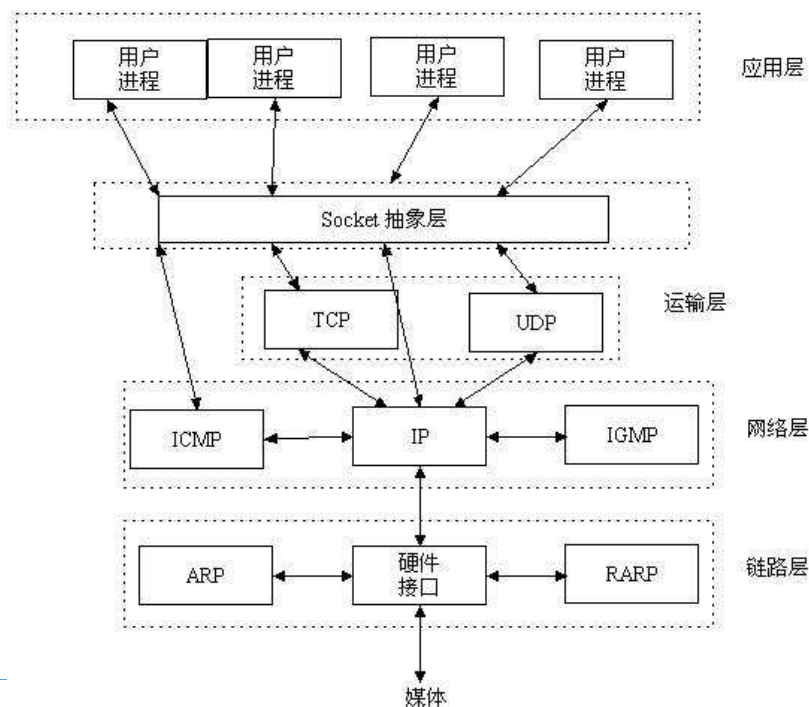 用户
进程
用户
进程
用户
进程
用户
进程
应用层
Socket 抽象层
TCP
UDP
运输层
ICMP
IP
IGMP
网络层
ARP
硬件
接口
RARP
链路层
媒体